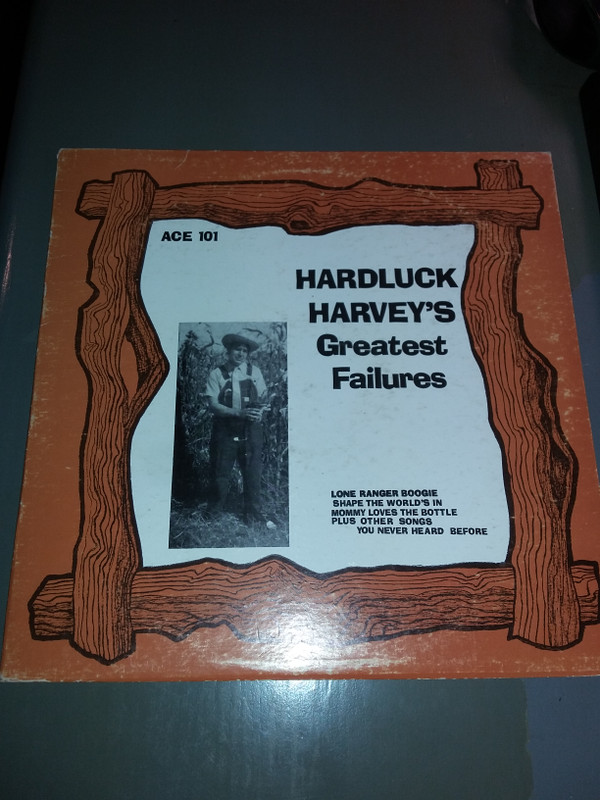 ACE 101
HARDLUCK
HARVEY'S
Greatest
Failures
LONE RANGER BOOGIE
SHAPE THE WORLD'S IN
MOMMY LOVES THE BOTTLE
PLUS OTHER SONGS
YOU NEVER HEARD BEFORE